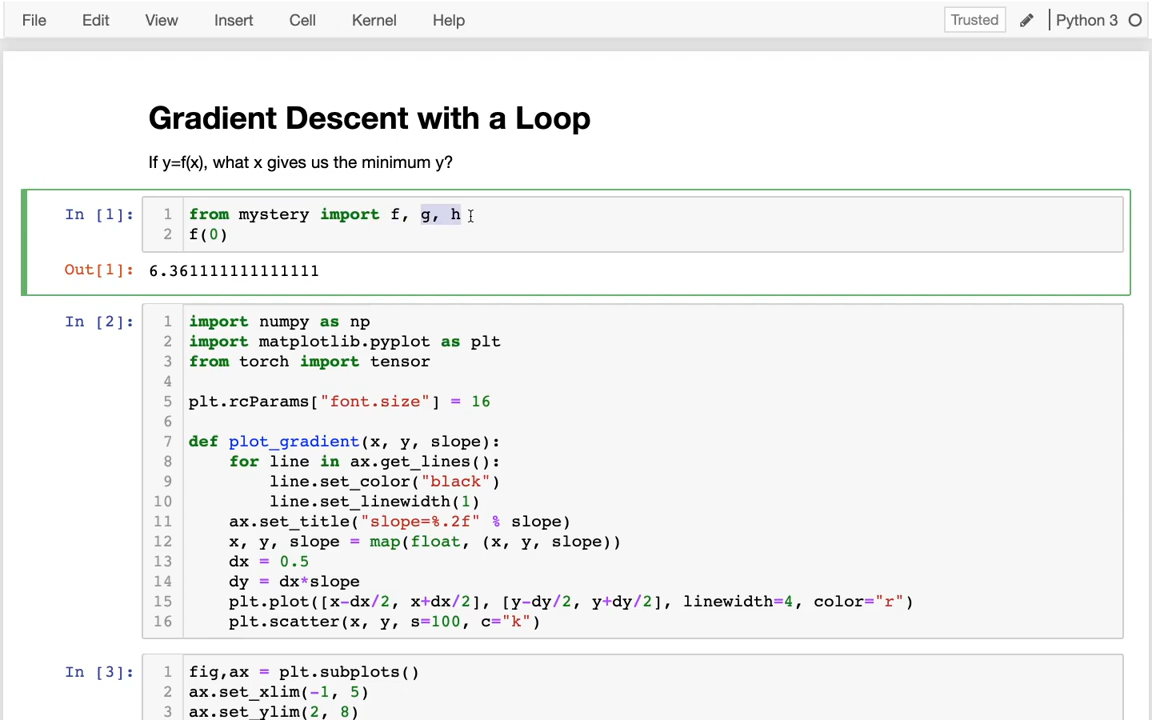 File Edit View Insert Cell Kernel Help Trusted Python 3
Gradient Descent with a Loop
If y=f(x), what x gives us the minimum y?
In [1]: 1 from mystery import f, g, h
2 f(0)
Out[1]: 6.361111111111111
In [2]: 1 import numpy as np
2 import matplotlib.pyplot as plt
3 from torch import tensor
4
5 plt.rcParams["font.size"] = 16
6
7 def plot_gradient(x, y, slope):
8     for line in ax.get_lines():
9         line.set_color("black")
10         line.set_linewidth(1)
11     ax.set_title("slope=%.2f" % slope)
12     x, y, slope = map(float, (x, y, slope))
13     dx = 0.5
14     dy = dx*slope
15     plt.plot([x-dx/2, x+dx/2], [y-dy/2, y+dy/2], linewidth=4, color="r")
16     plt.scatter(x, y, s=100, c="k")
In [3]: 1 fig,ax = plt.subplots()
2 ax.set_xlim(-1, 5)
3 ax.set_ylim(2, 8)